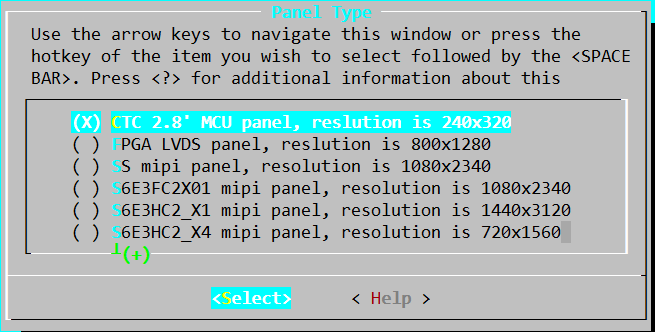 Panel Type
Use the arrow keys to navigate this window or press the
hotkey of the item you wish to select followed by the <SPACE
BAR>. Press <?> for additional information about this
(X) CTC 2.8' MCU panel, reslution is 240x320
( ) FPGA LVDS panel, reslution is 800x1280
( ) SS mipi panel, resolution is 1080x2340
( ) S6E3FC2X01 mipi panel, resolution is 1080x2340
( ) S6E3HC2_X1 mipi panel, resolution is 1440x3120
( ) S6E3HC2_X4 mipi panel, resolution is 720x1560
┴(+)
<Select> < Help >